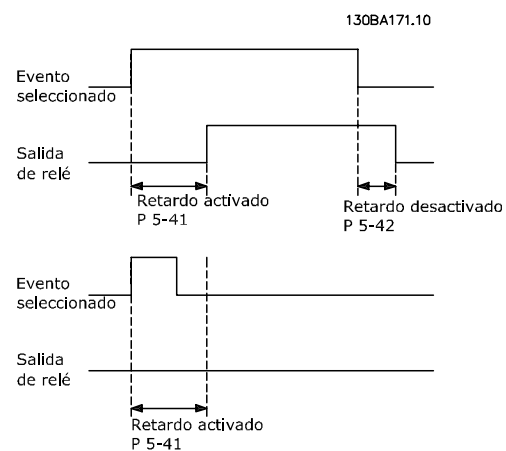 130BA171.10
Evento
seleccionado
Salida
de relé
Retardo activado
P 5-41
Retardo desactivado
P 5-42
Evento
seleccionado
Salida
de relé
Retardo activado
P 5-41